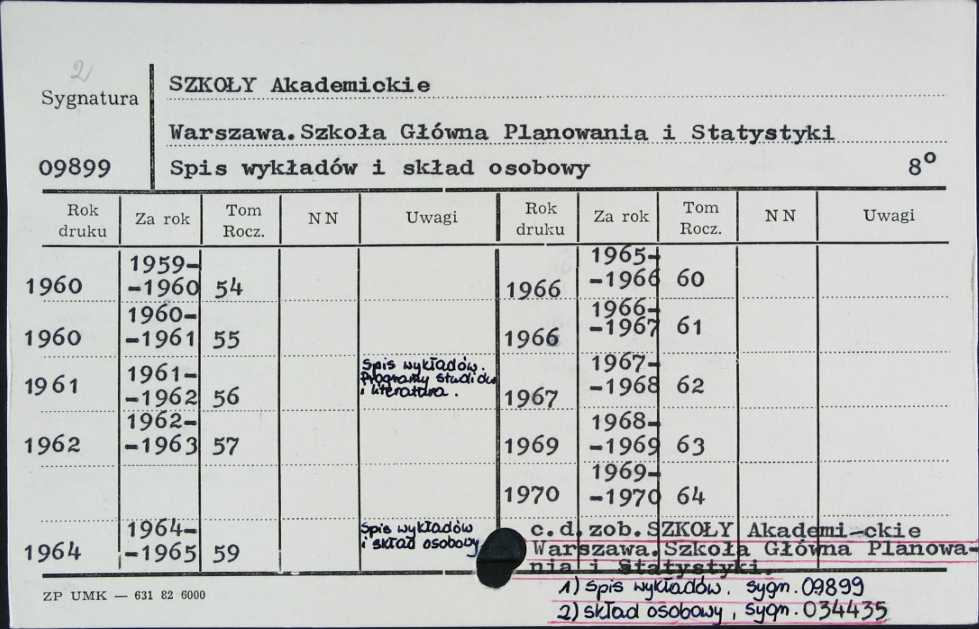 2
SZKOŁY Akademickie
Sygnatura
Warszawa.Szkoła Główna Planowania i Statystyki
09899 Spis wykładów i skład osobowy 8°
Rok druku Za rok Tom Rocz. NN Uwagi Rok druku Za rok Tom Rocz. NN Uwagi
1960 1959--1960 54
1960 1960--1961 55
1961 1961--1962 56 Spis wykładów. Programy studiów i literatura.
1962 1962--1963 57
1964 1964--1965 59 Spis wykładów i skład osobowy
1966 1965--1966 60
1966 1966--1967 61
1967 1967--1968 62
1969 1968--1969 63
1970 1969--1970 64
c.d.zob.SZKOŁY Akademi-ckie
Warszawa.Szkoła Główna Planowa-
nia i Statystyki.
1) Spis wykładów, sygn. 09899
2) skład osobowy, sygn. 034435
ZP UMK — 631 82 6000